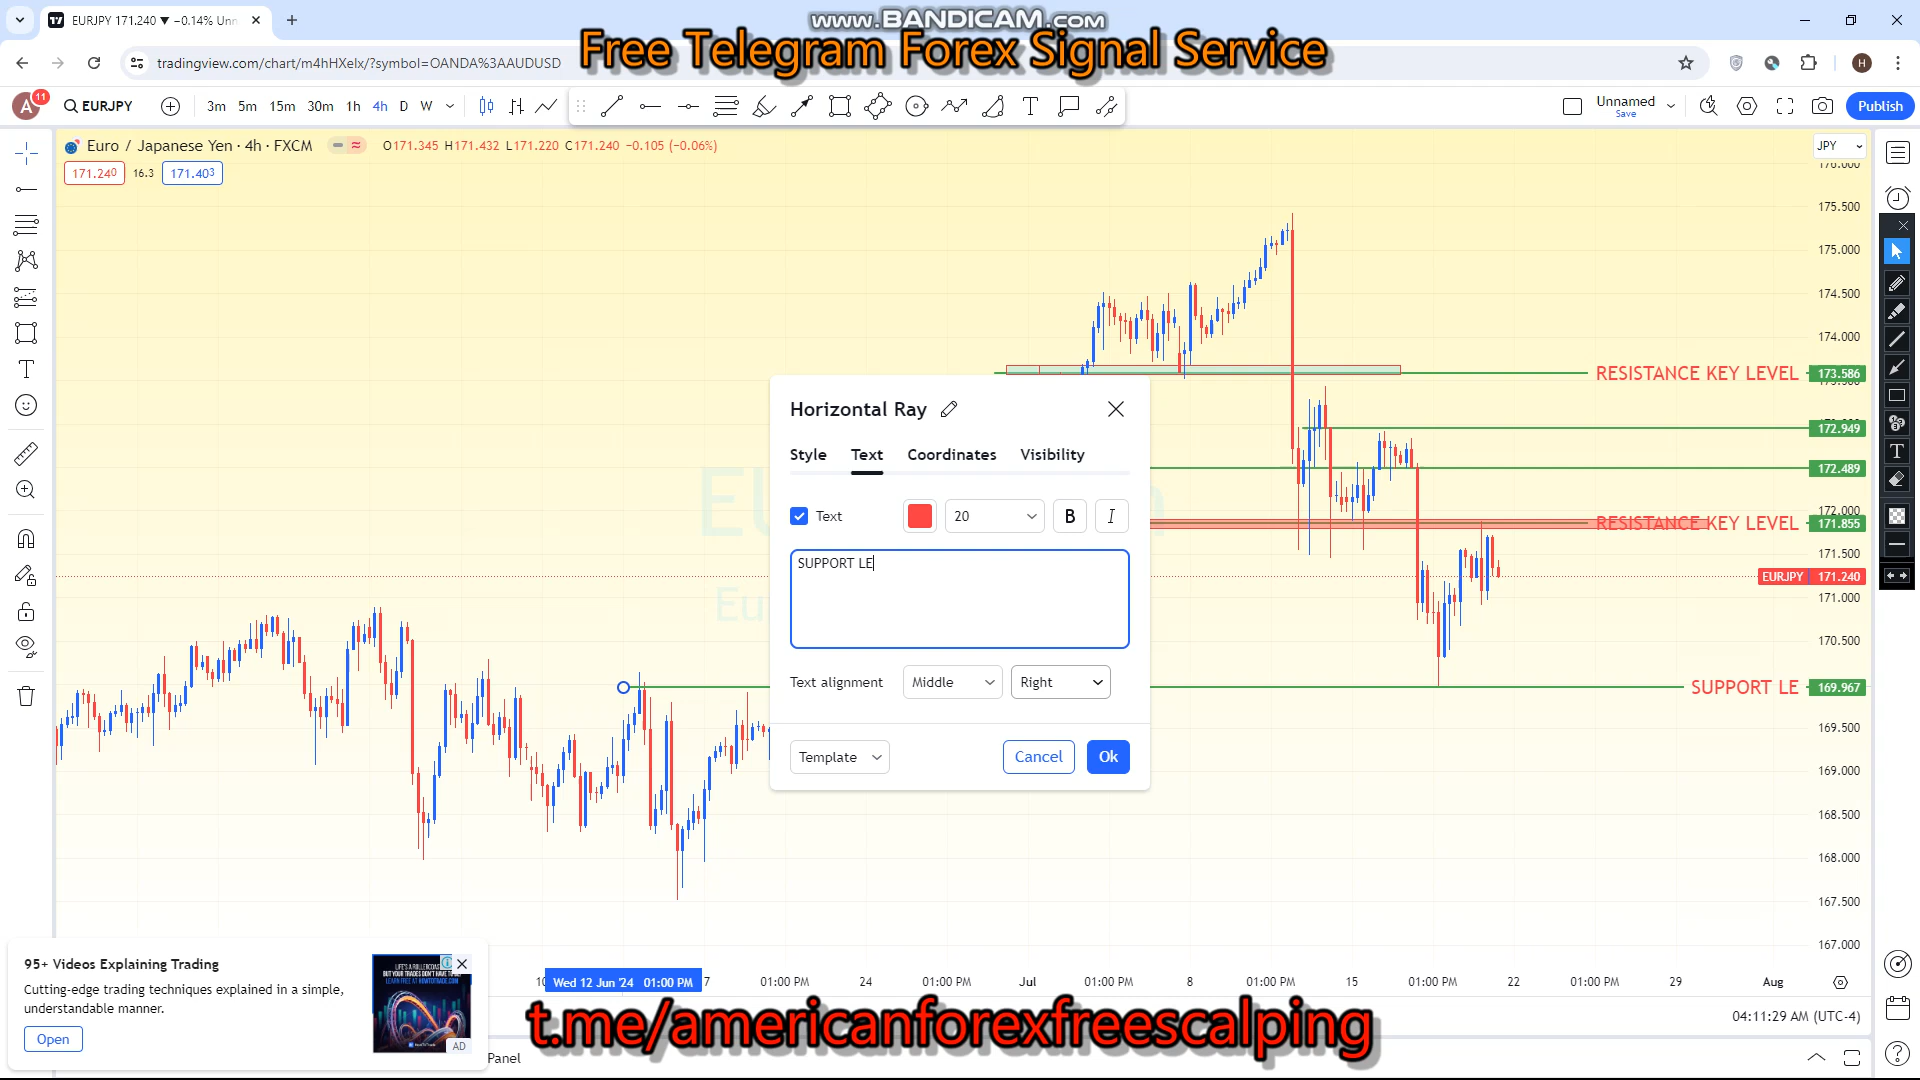 EURJPY 171.240 ▼ −0.14% Unn
www.BANDICAM.com
tradingview.com/chart/m4hHXelx/?symbol=OANDA%3AAUDUSD
Free Telegram Forex Signal Service
H
A 11
EURJPY
3m 5m 15m 30m 1h 4h D W
Unnamed
Save
Publish
Euro / Japanese Yen · 4h · FXCM
O171.345 H171.432 L171.220 C171.240 −0.105 (−0.06%)
JPY
171.240 16.3 171.403
175.500
175.000
174.500
174.000
RESISTANCE KEY LEVEL 173.586
172.949
172.489
172.000
RESISTANCE KEY LEVEL 171.855
171.500
EURJPY 171.240
171.000
170.500
SUPPORT LE 169.967
169.500
169.000
168.500
168.000
167.500
167.000
Horizontal Ray
Style Text Coordinates Visibility
Text 20 B I
SUPPORT LE
Text alignment Middle Right
Template Cancel Ok
95+ Videos Explaining Trading
Cutting-edge trading techniques explained in a simple,
understandable manner.
Open
AD
Wed 12 Jun '24 01:00 PM 7 01:00 PM 24 01:00 PM Jul 01:00 PM 8 01:00 PM 15 01:00 PM 22 01:00 PM 29 Aug
04:11:29 AM (UTC-4)
t.me/americanforexfreescalping
Panel